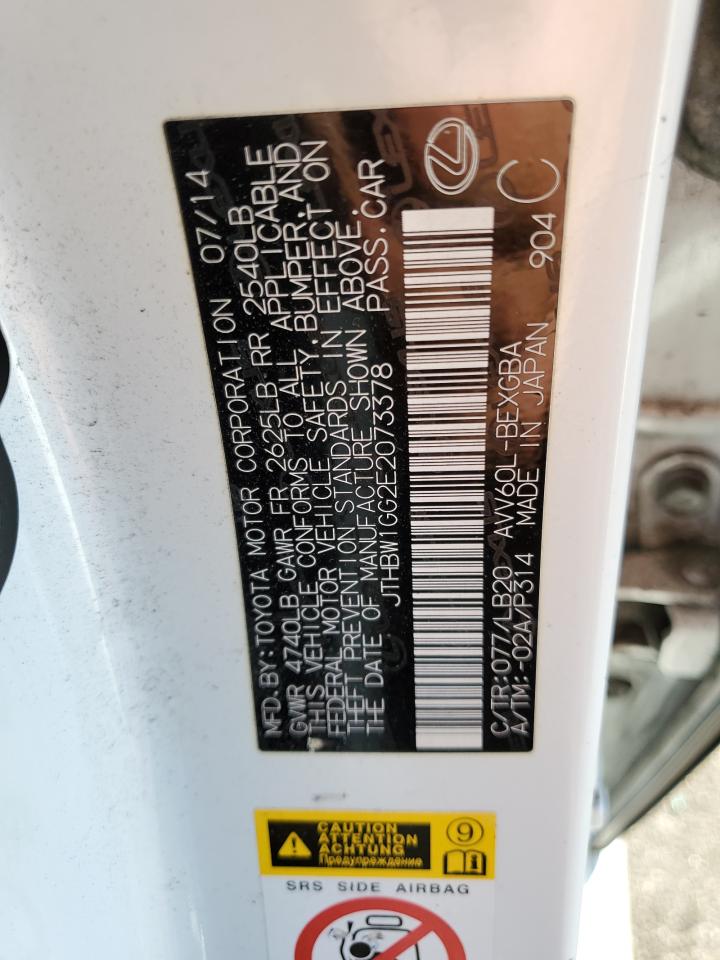 MFD.BY:TOYOTA MOTOR CORPORATION 07/14
GVWR 4740LB GAWR FR 2625LB RR 2540LB
THIS VEHICLE CONFORMS TO ALL APPLICABLE
FEDERAL MOTOR VEHICLE SAFETY, BUMPER, AND
THEFT PREVENTION STANDARDS IN EFFECT ON
THE DATE OF MANUFACTURE SHOWN ABOVE.
JTHBW1GG2E2073378 PASS.CAR
C/TR:077/LB20 AVV60L-BEXGBA 904 C
A/TM:-02A/P314 MADE IN JAPAN
CAUTION
ATTENTION
ACHTUNG
Предупреждение
9
SRS SIDE AIRBAG